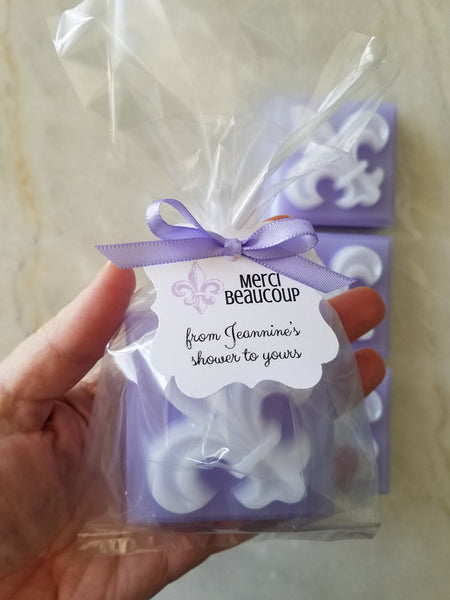 Merci
Beaucoup
from Jeannine's
shower to yours